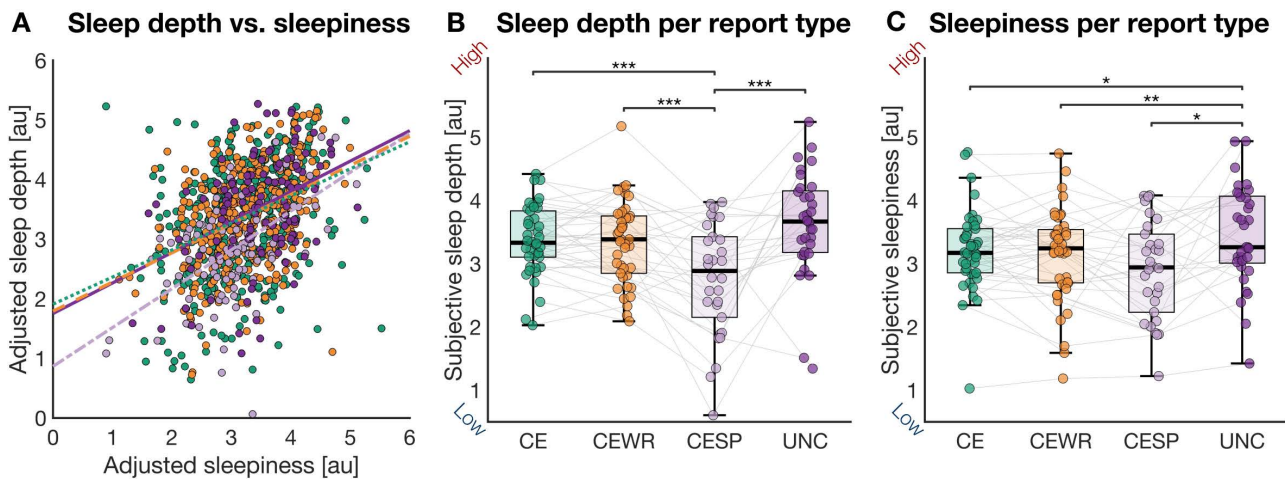 A Sleep depth vs. sleepiness
Adjusted sleep depth [au]
6
5
4
3
2
1
0
0 1 2 3 4 5 6
Adjusted sleepiness [au]
B Sleep depth per report type
High
Subjective sleep depth [au]
Low
5
4
3
2
1
***
***
***
CE CEWR CESP UNC
C Sleepiness per report type
High
Subjective sleepiness [au]
Low
5
4
3
2
1
*
**
*
CE CEWR CESP UNC